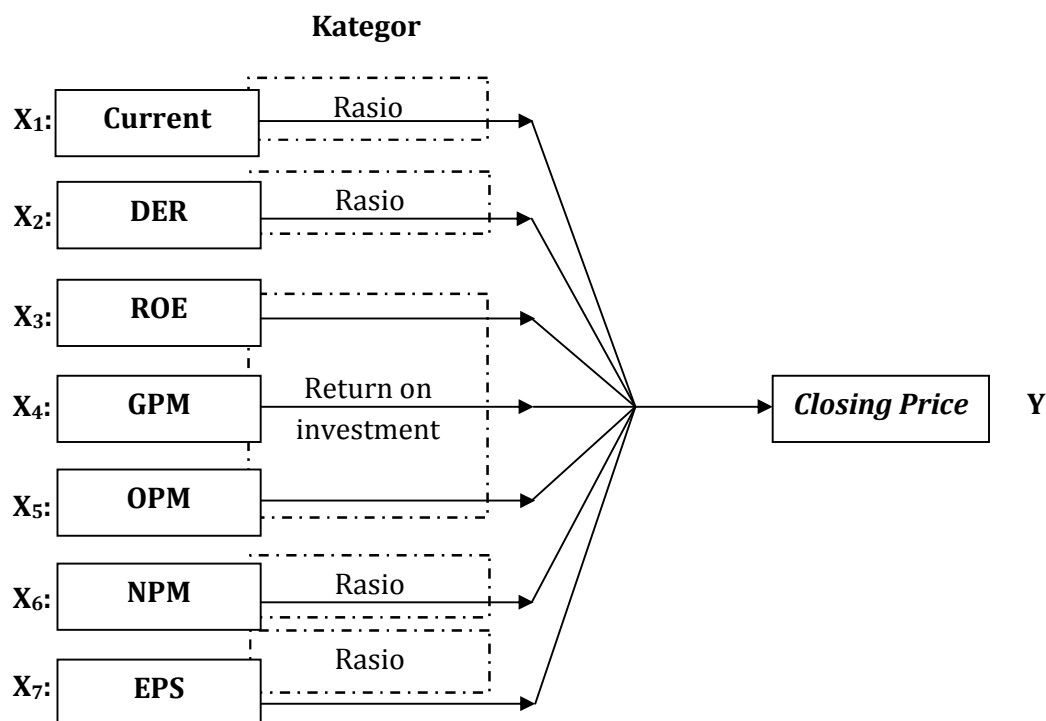 Kategor
X₁: Current Rasio
X₂: DER Rasio
X₃: ROE
X₄: GPM Return on
investment
Closing Price Y
X₅: OPM
X₆: NPM Rasio
X₇: EPS Rasio